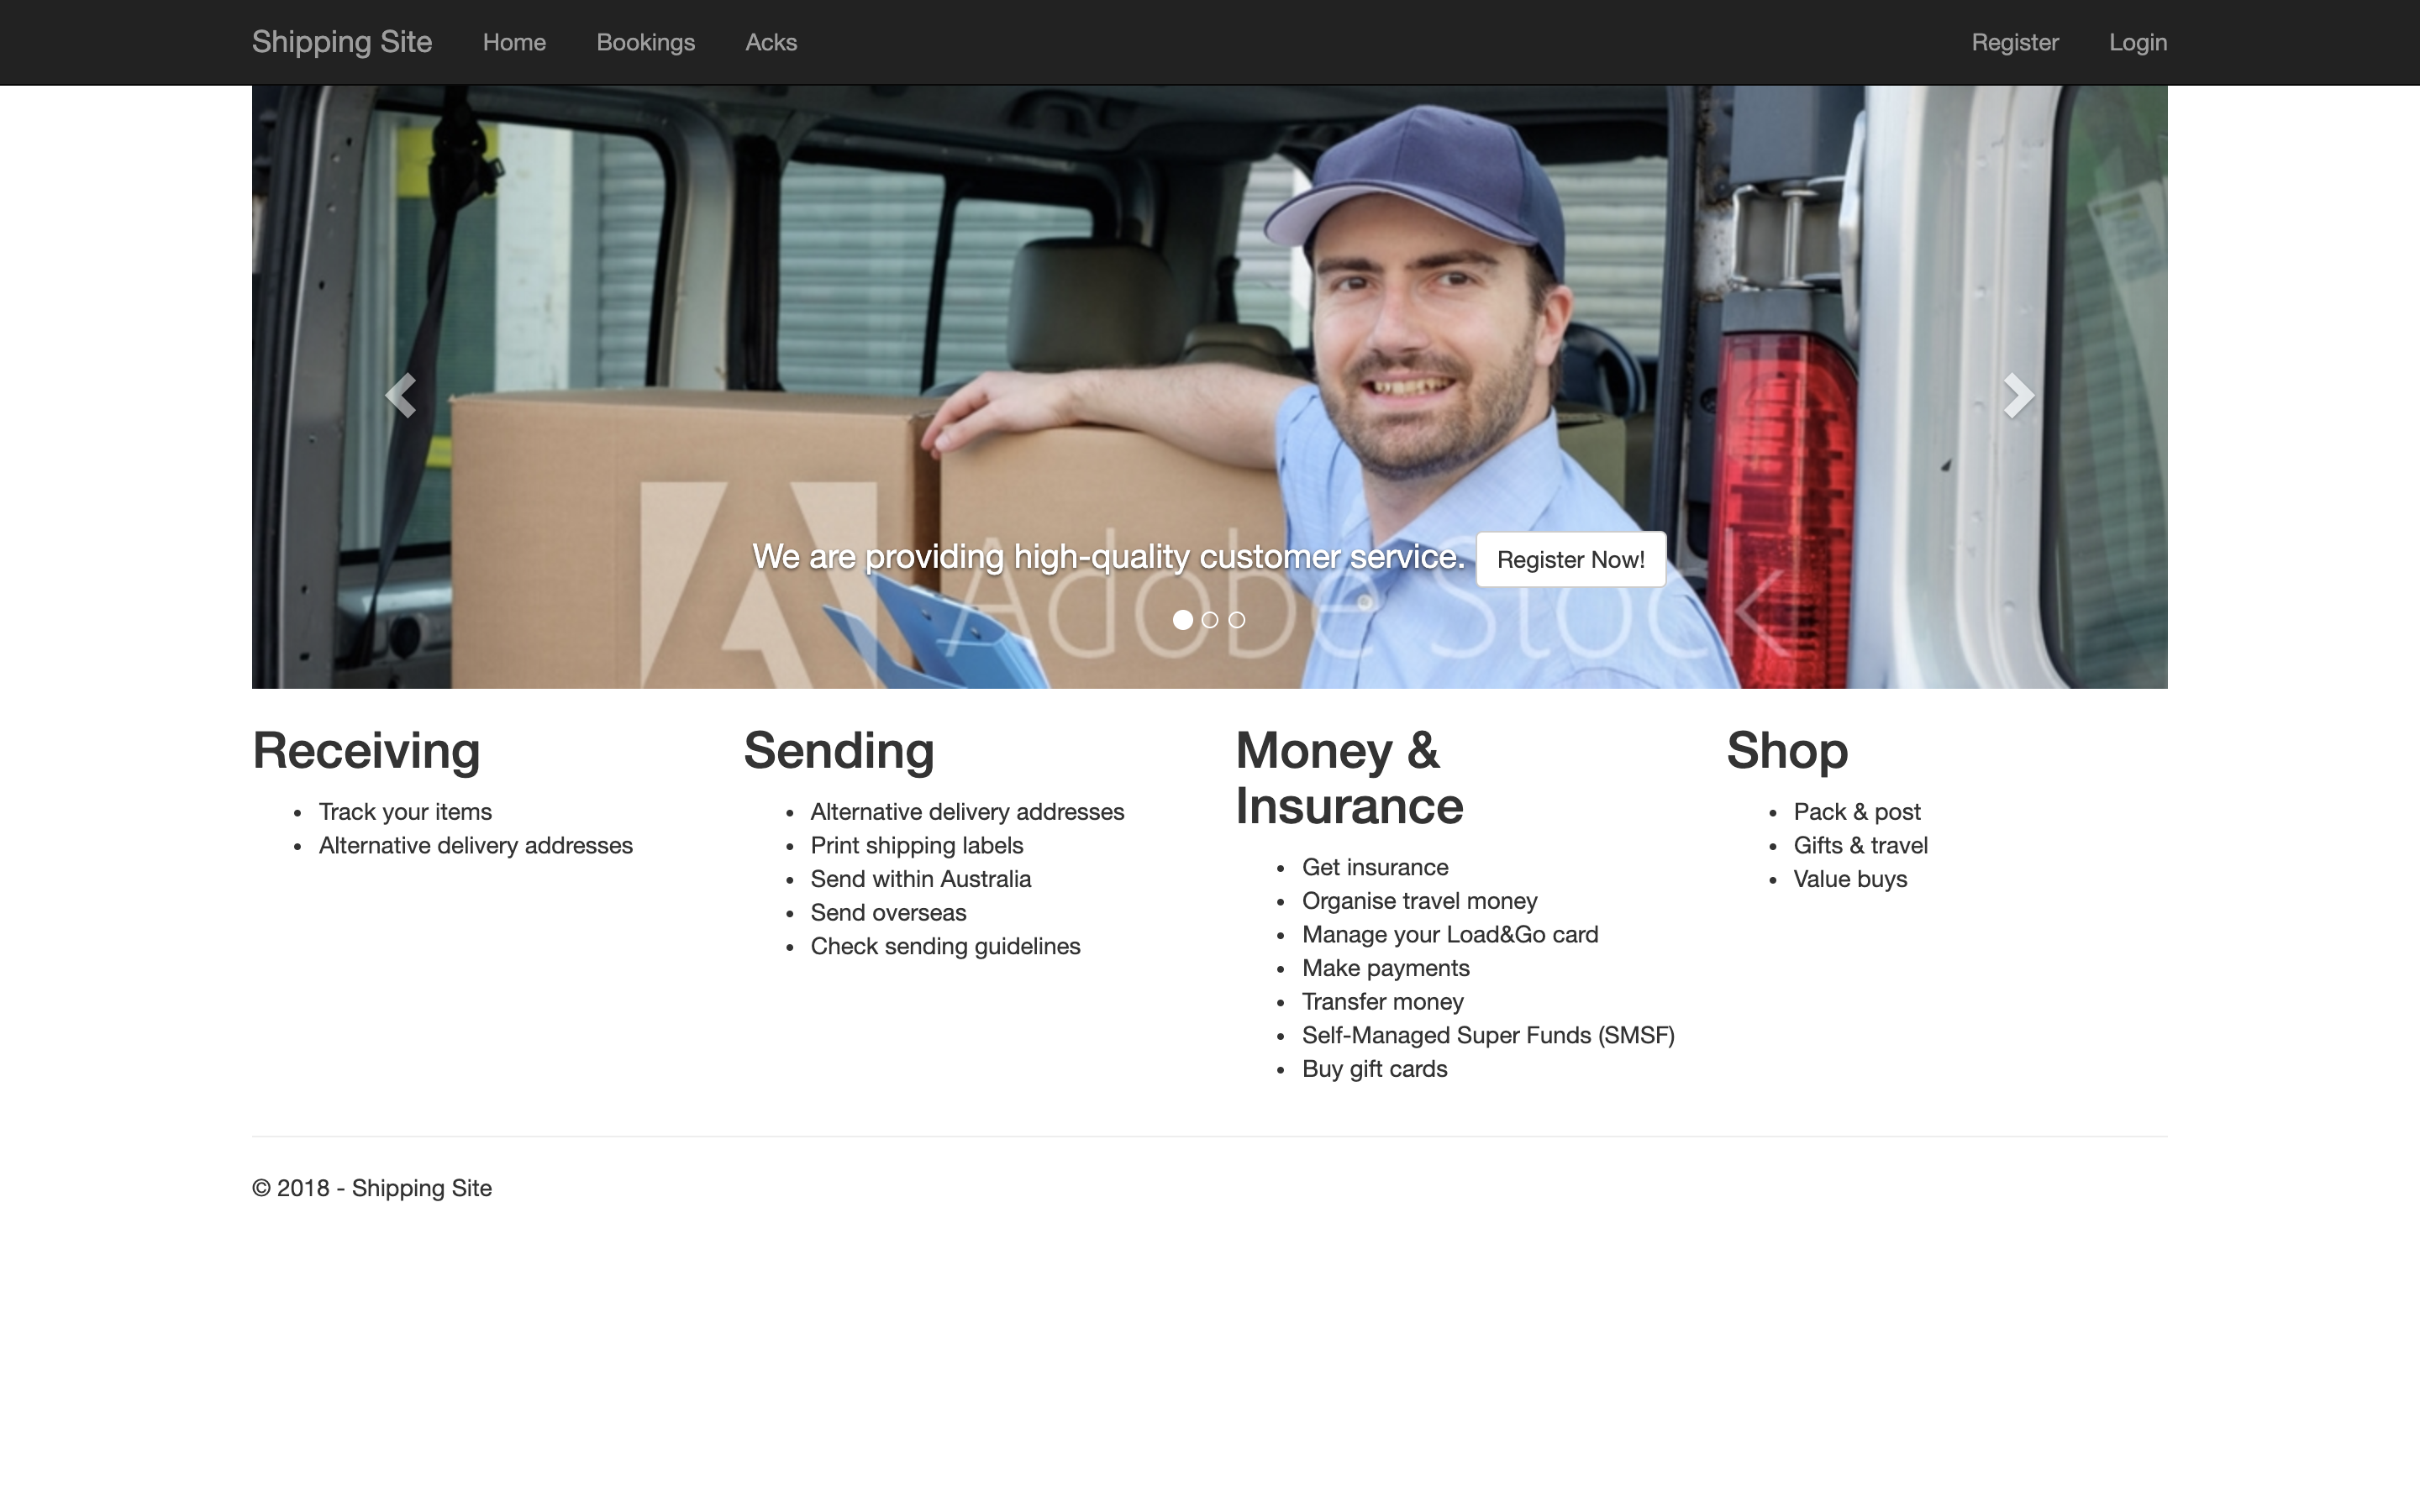 Shipping Site Home Bookings Acks Register Login
We are providing high-quality customer service. Register Now!
Adobe Stock
Receiving
Track your items
Alternative delivery addresses
Sending
Alternative delivery addresses
Print shipping labels
Send within Australia
Send overseas
Check sending guidelines
Money &
Insurance
Get insurance
Organise travel money
Manage your Load&Go card
Make payments
Transfer money
Self-Managed Super Funds (SMSF)
Buy gift cards
Shop
Pack & post
Gifts & travel
Value buys
© 2018 - Shipping Site